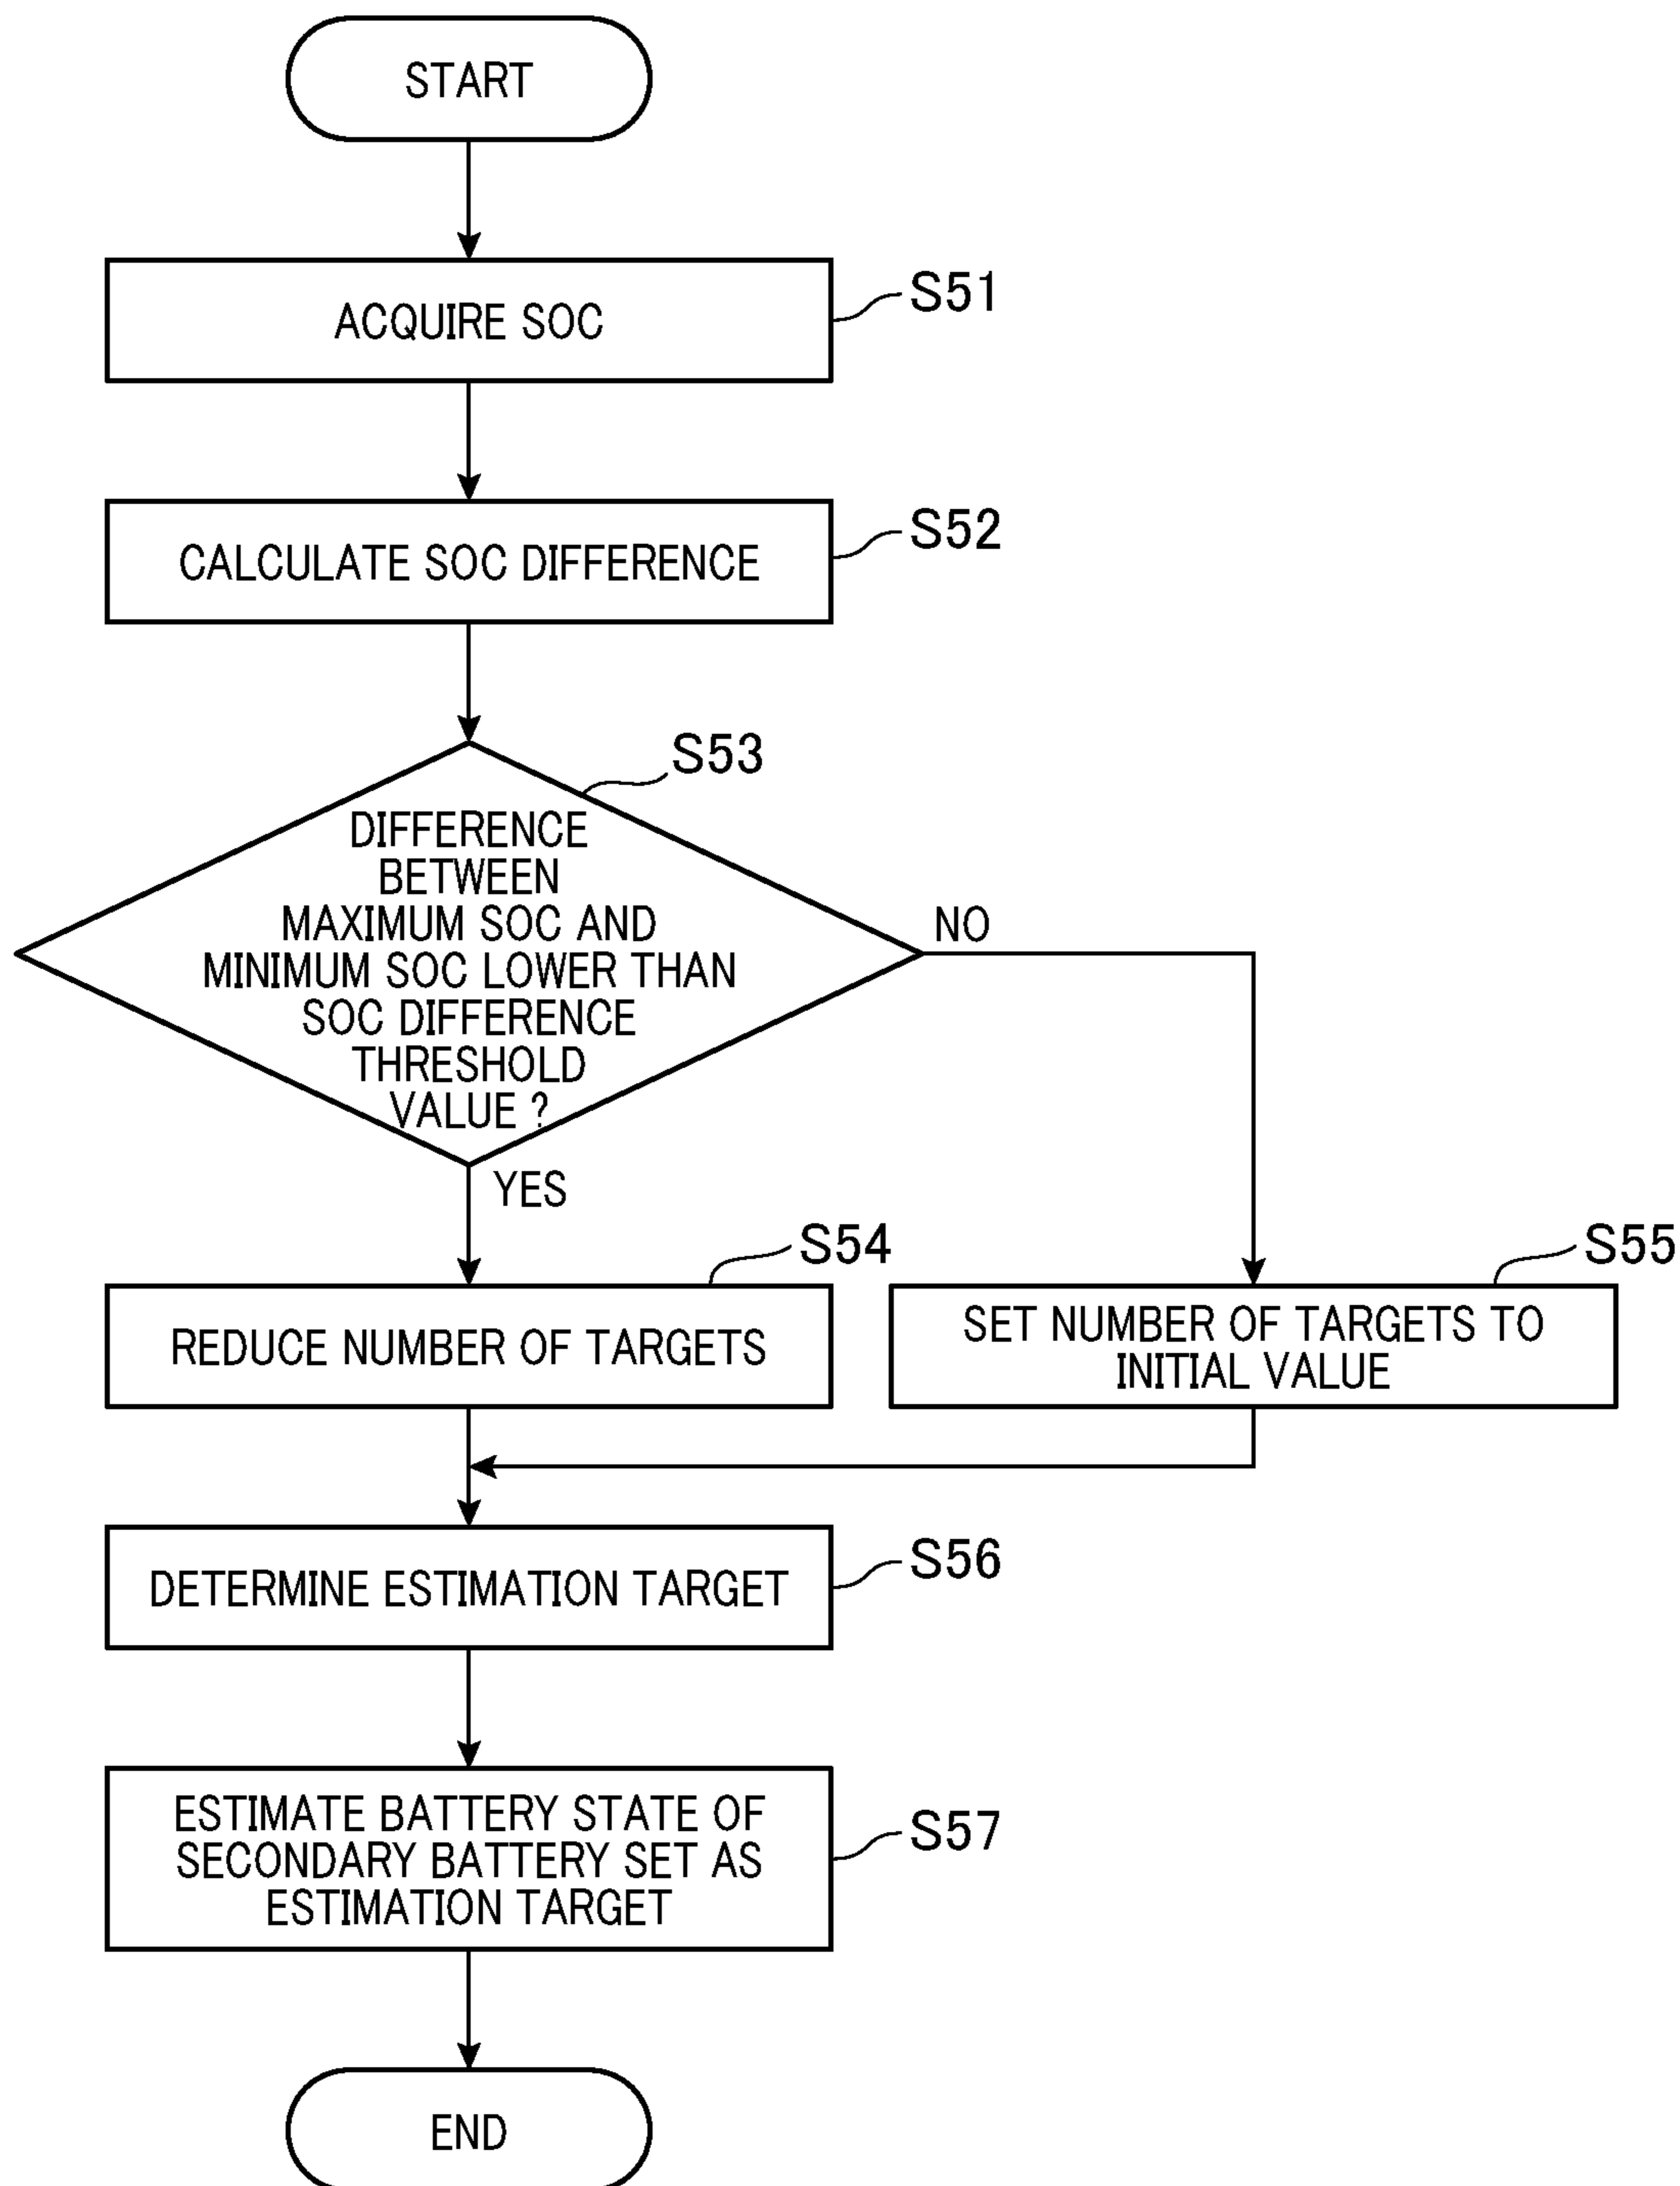 START
ACQUIRE SOC
S51
CALCULATE SOC DIFFERENCE
S52
S53
DIFFERENCE
BETWEEN
MAXIMUM SOC AND
MINIMUM SOC LOWER THAN
SOC DIFFERENCE
THRESHOLD
VALUE ?
NO
YES
S54
REDUCE NUMBER OF TARGETS
S55
SET NUMBER OF TARGETS TO
INITIAL VALUE
DETERMINE ESTIMATION TARGET
S56
ESTIMATE BATTERY STATE OF
SECONDARY BATTERY SET AS
ESTIMATION TARGET
S57
END